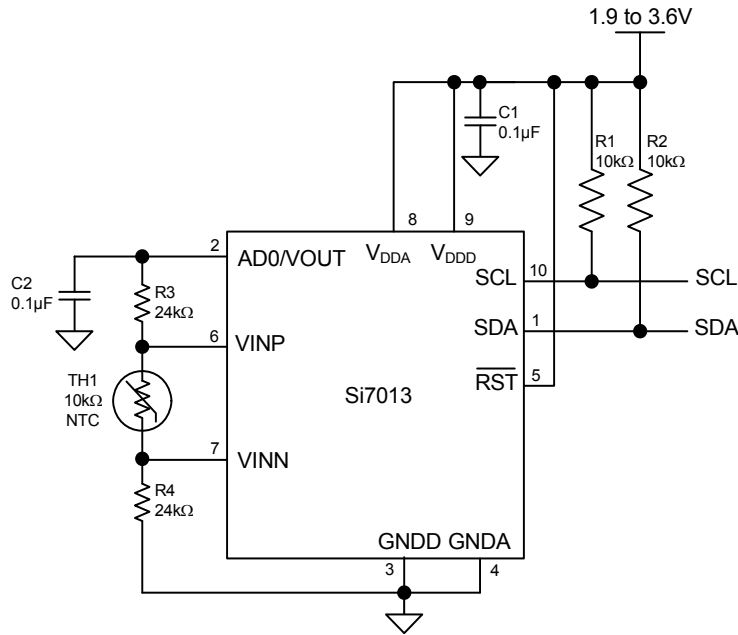 1.9 to 3.6V
C1
0.1µF
R1
10kΩ
R2
10kΩ
8
9
2
AD0/VOUT
VDDA
VDDD
C2
0.1µF
R3
24kΩ
SCL
10
SCL
SDA
1
SDA
6
VINP
RST
5
TH1
10kΩ
NTC
Si7013
7
VINN
R4
24kΩ
GNDD
GNDA
3
4